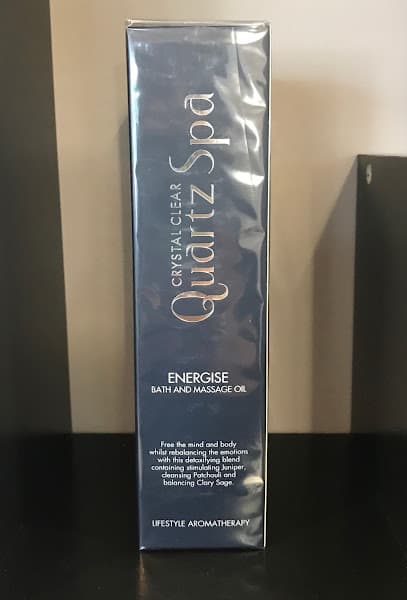 CRYSTAL CLEAR
Quartz Spa
ENERGISE
BATH AND MASSAGE OIL
Free the mind and body
whilst rebalancing the emotions
with this detoxifying blend
containing stimulating Juniper,
cleansing Patchouli and
balancing Clary Sage.
LIFESTYLE AROMATHERAPY